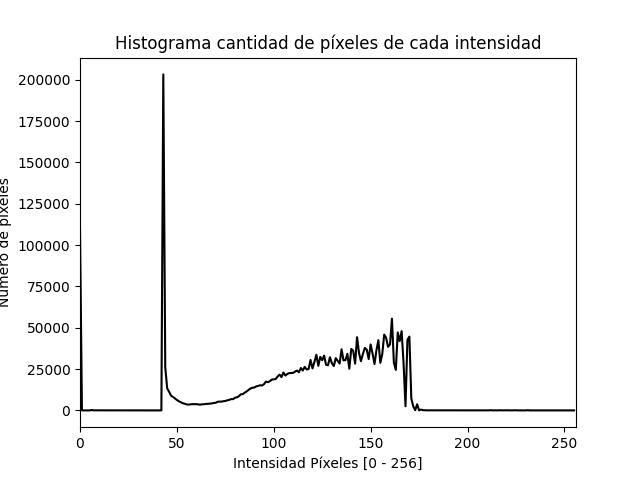 Histograma cantidad de píxeles de cada intensidad
Número de píxeles
200000
175000
150000
125000
100000
75000
50000
25000
0
0 50 100 150 200 250
Intensidad Píxeles [0 - 256]